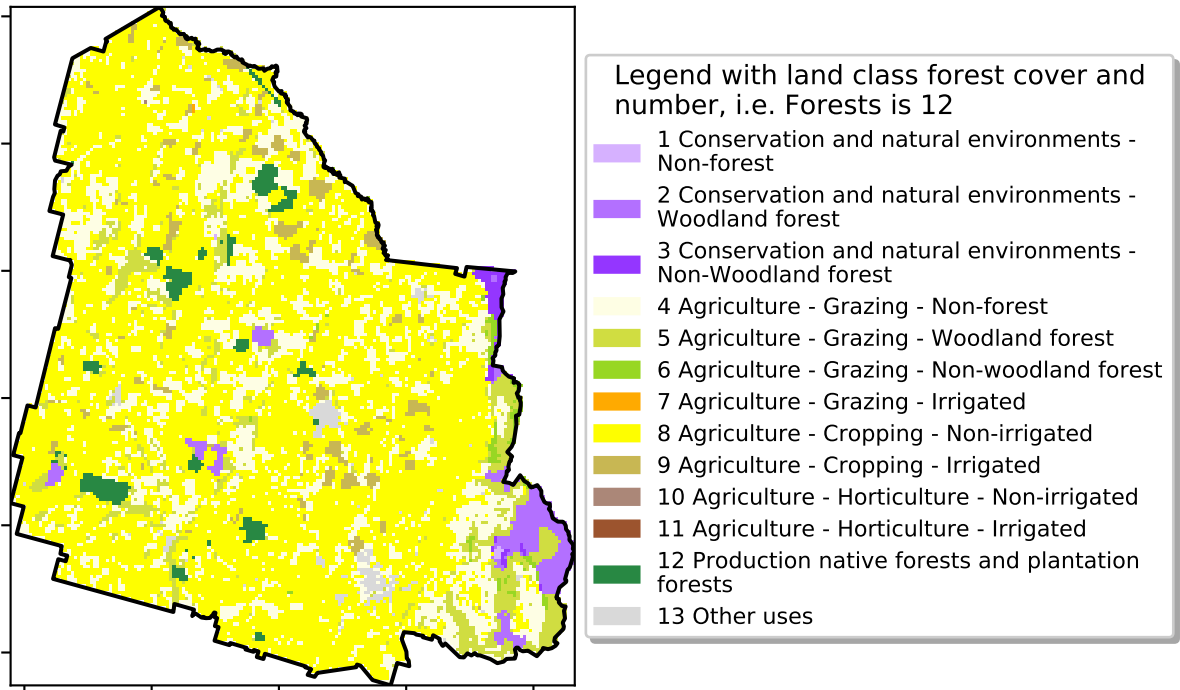 Legend with land class forest cover and
number, i.e. Forests is 12
1 Conservation and natural environments -
Non-forest
2 Conservation and natural environments -
Woodland forest
3 Conservation and natural environments -
Non-Woodland forest
4 Agriculture - Grazing - Non-forest
5 Agriculture - Grazing - Woodland forest
6 Agriculture - Grazing - Non-woodland forest
7 Agriculture - Grazing - Irrigated
8 Agriculture - Cropping - Non-irrigated
9 Agriculture - Cropping - Irrigated
10 Agriculture - Horticulture - Non-irrigated
11 Agriculture - Horticulture - Irrigated
12 Production native forests and plantation
forests
13 Other uses